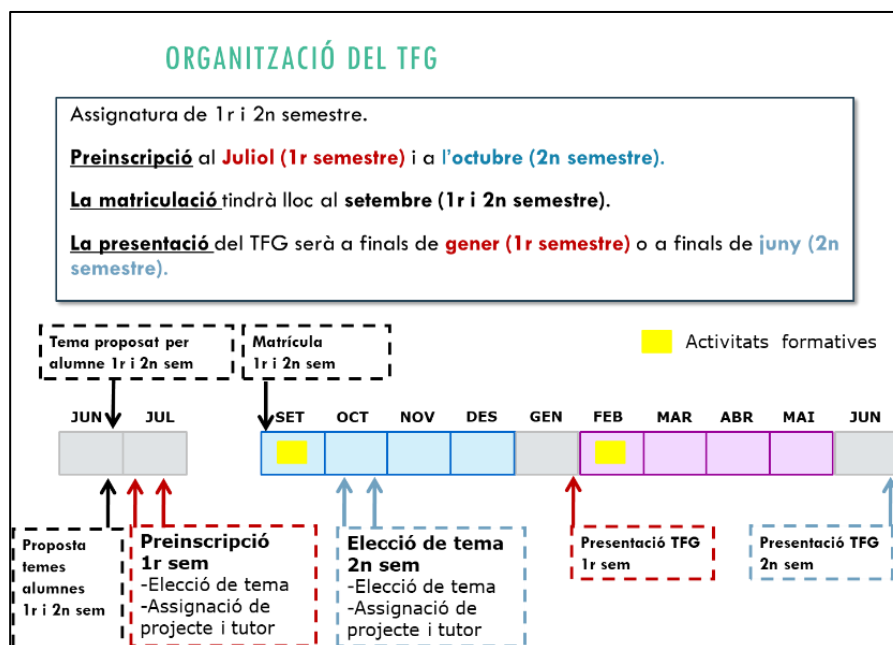 ORGANITZACIÓ DEL TFG
Assignatura de 1r i 2n semestre.
Preinscripció al Juliol (1r semestre) i a l'octubre (2n semestre).
La matriculació tindrà lloc al setembre (1r i 2n semestre).
La presentació del TFG serà a finals de gener (1r semestre) o a finals de juny (2n
semestre).
Tema proposat per
alumne 1r i 2n sem
Matrícula
1r i 2n sem
Activitats formatives
JUN JUL SET OCT NOV DES GEN FEB MAR ABR MAI JUN
Proposta
temes
alumnes
1r i 2n sem
Preinscripció
1r sem
-Elecció de tema
-Assignació de
projecte i tutor
Elecció de tema
2n sem
-Elecció de tema
-Assignació de
projecte i tutor
Presentació TFG
1r sem
Presentació TFG
2n sem